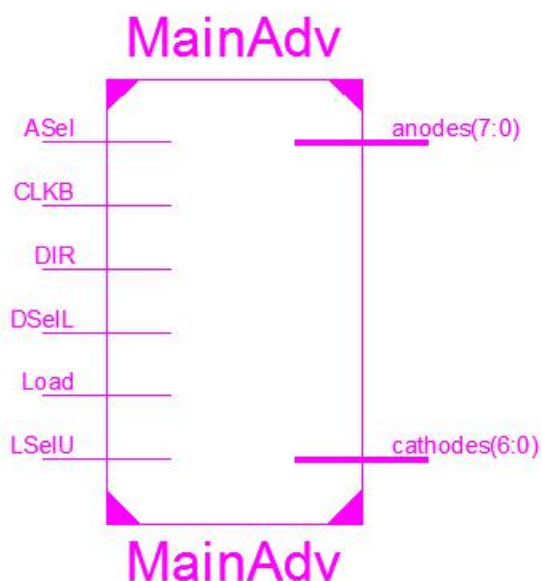 MainAdv
ASel
anodes(7:0)
CLKB
DIR
DSelL
Load
LSelU
cathodes(6:0)
MainAdv